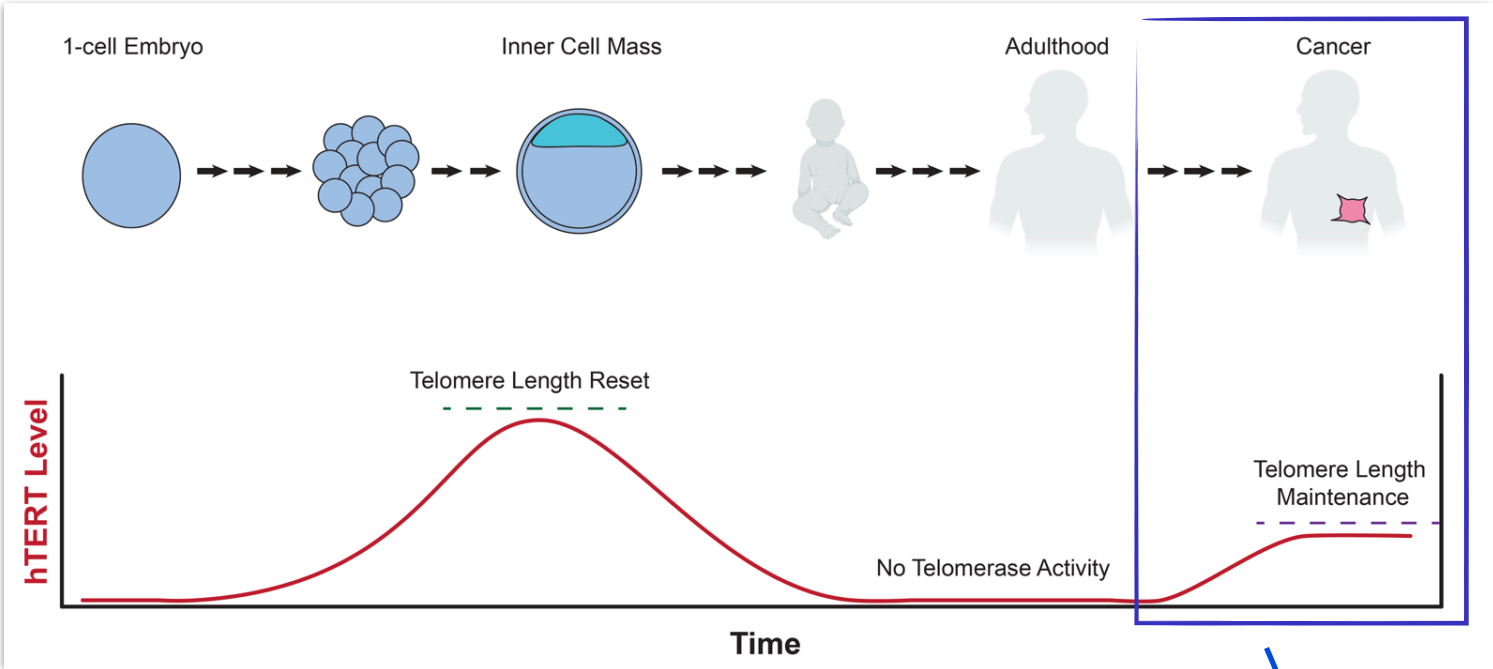 1-cell Embryo
Inner Cell Mass
Adulthood
Cancer
Telomere Length Reset
Telomere Length
Maintenance
No Telomerase Activity
hTERT Level
Time